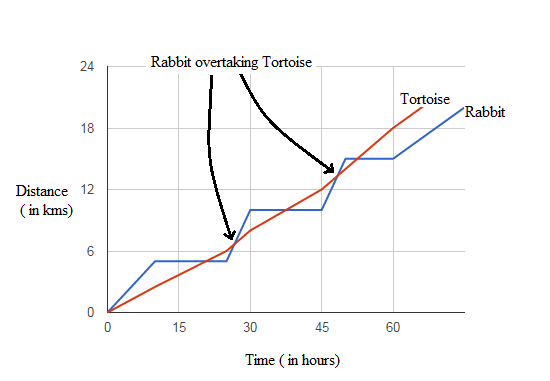 Rabbit overtaking Tortoise
24
Tortoise
Rabbit
18
Distance
12
( in kms)
6
0
0 15 30 45 60
Time ( in hours)